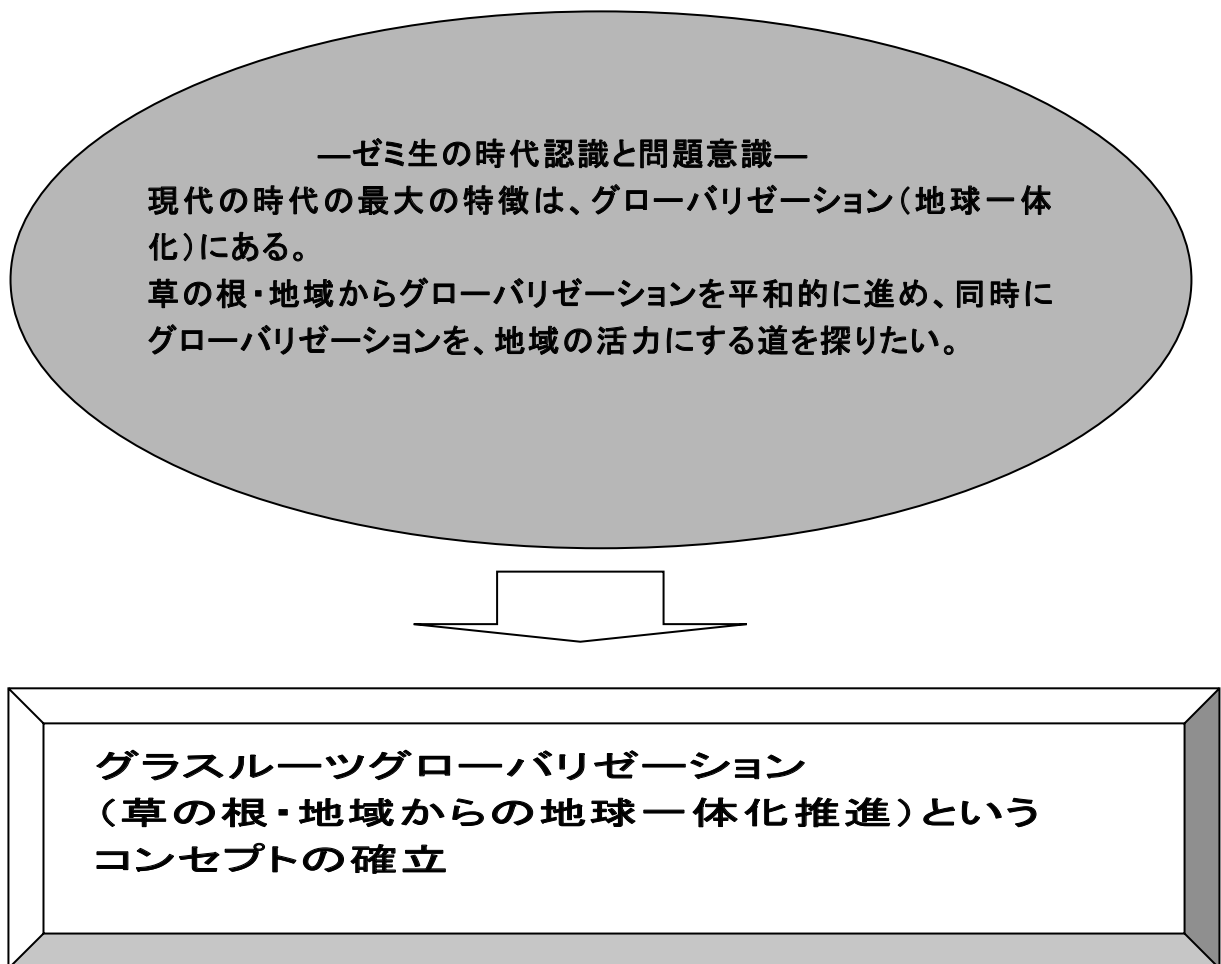 ―ゼミ生の時代認識と問題意識―
現代の時代の最大の特徴は、グローバリゼーション（地球一体
化）にある。
草の根・地域からグローバリゼーションを平和的に進め、同時に
グローバリゼーションを、地域の活力にする道を探りたい。
グラスルーツグローバリゼーション
（草の根・地域からの地球一体化推進）という
コンセプトの確立